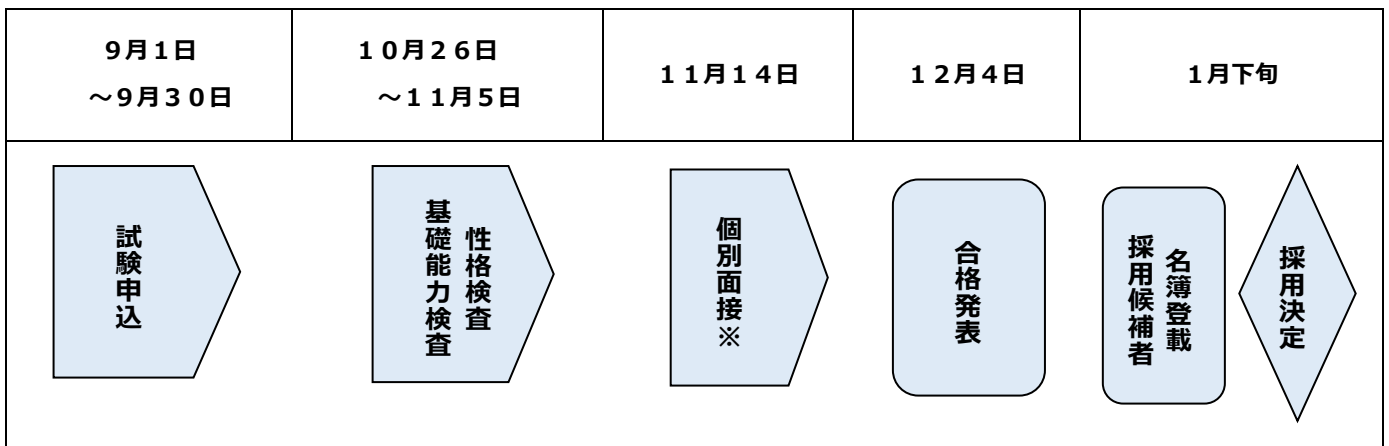 ９月１日
～９月３０日
１０月２６日
～１１月５日
１１月１４日
１２月４日
１月下旬
試験申込
性格検査
基礎能力検査
個別面接※
合格発表
名簿登載
採用候補者
採用決定